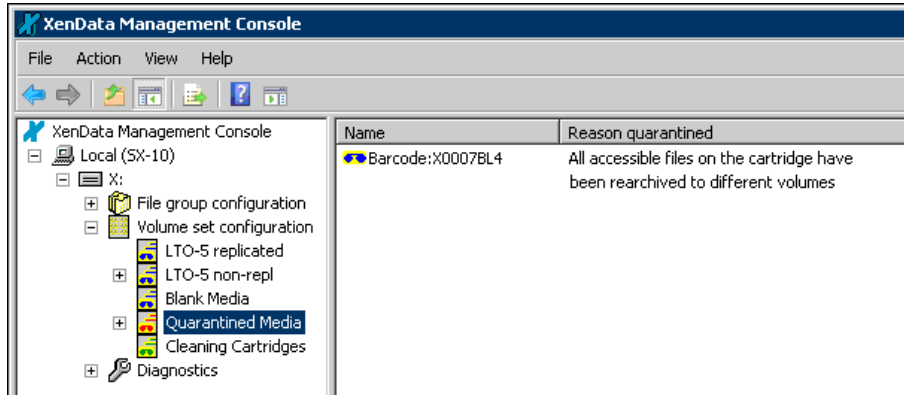 XenData Management Console
File Action View Help
XenData Management Console
Local (SX-10)
X:
File group configuration
Volume set configuration
LTO-5 replicated
LTO-5 non-repl
Blank Media
Quarantined Media
Cleaning Cartridges
Diagnostics
Name Reason quarantined
Barcode:X0007BL4 All accessible files on the cartridge have
been rearchived to different volumes